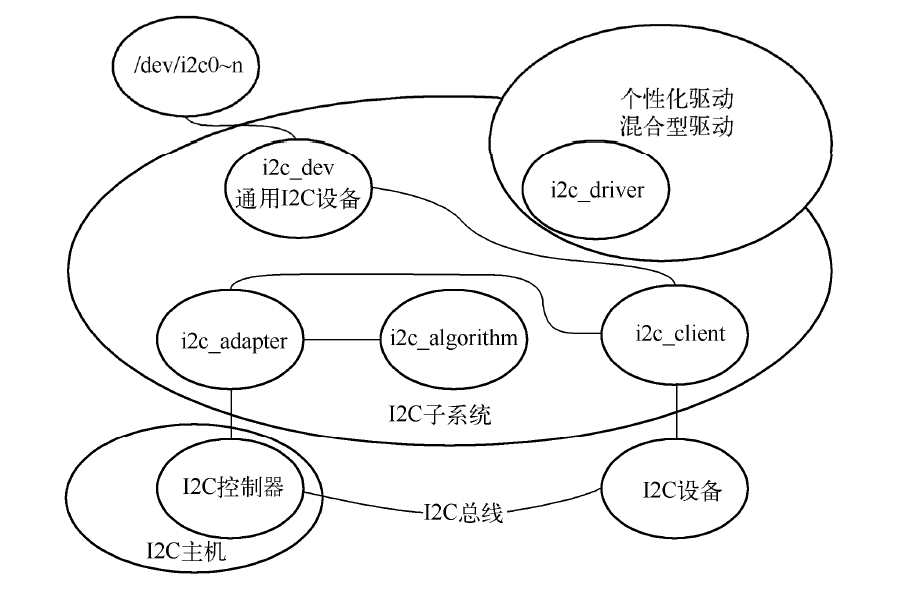 /dev/i2c0~n
个性化驱动
混合型驱动
i2c_dev
通用I2C设备
i2c_driver
i2c_adapter
i2c_algorithm
i2c_client
I2C子系统
I2C控制器
I2C总线
I2C设备
I2C主机